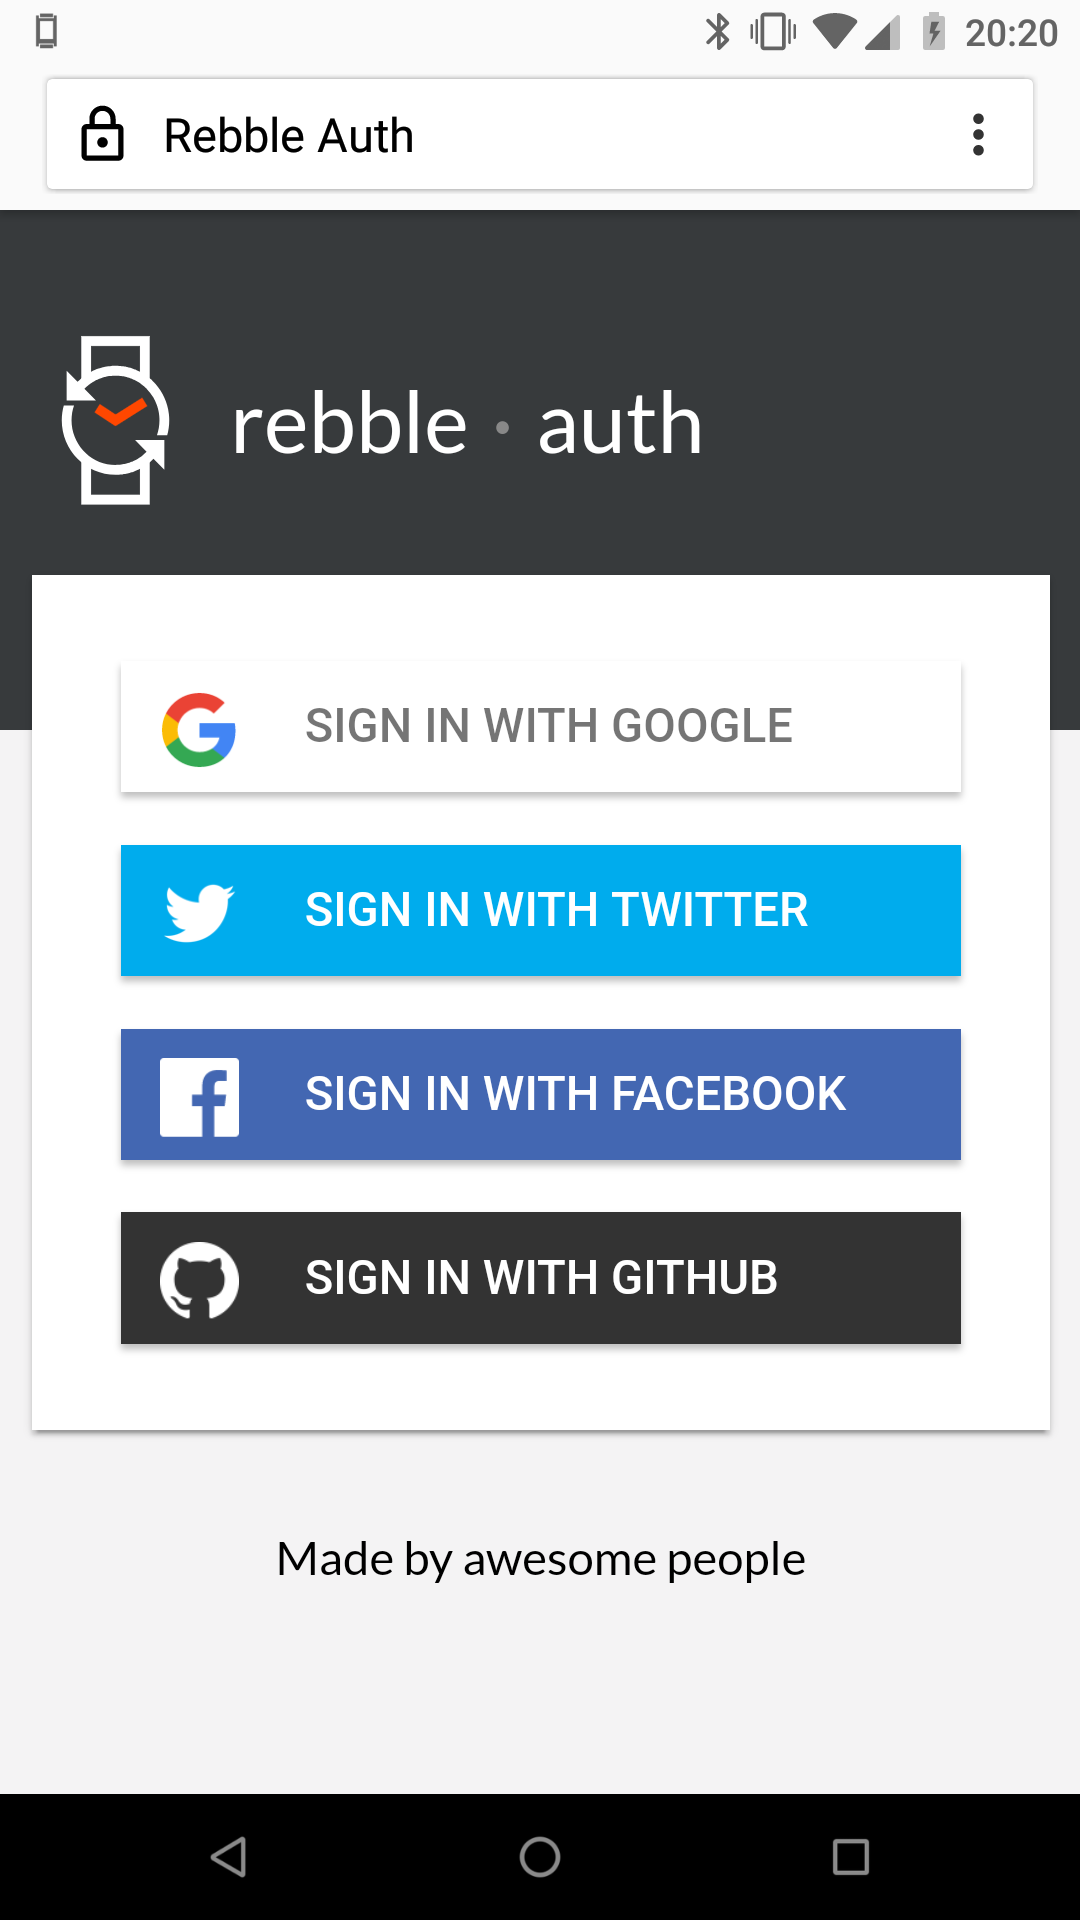 20:20
Rebble Auth
rebble · auth
SIGN IN WITH GOOGLE
SIGN IN WITH TWITTER
SIGN IN WITH FACEBOOK
SIGN IN WITH GITHUB
Made by awesome people